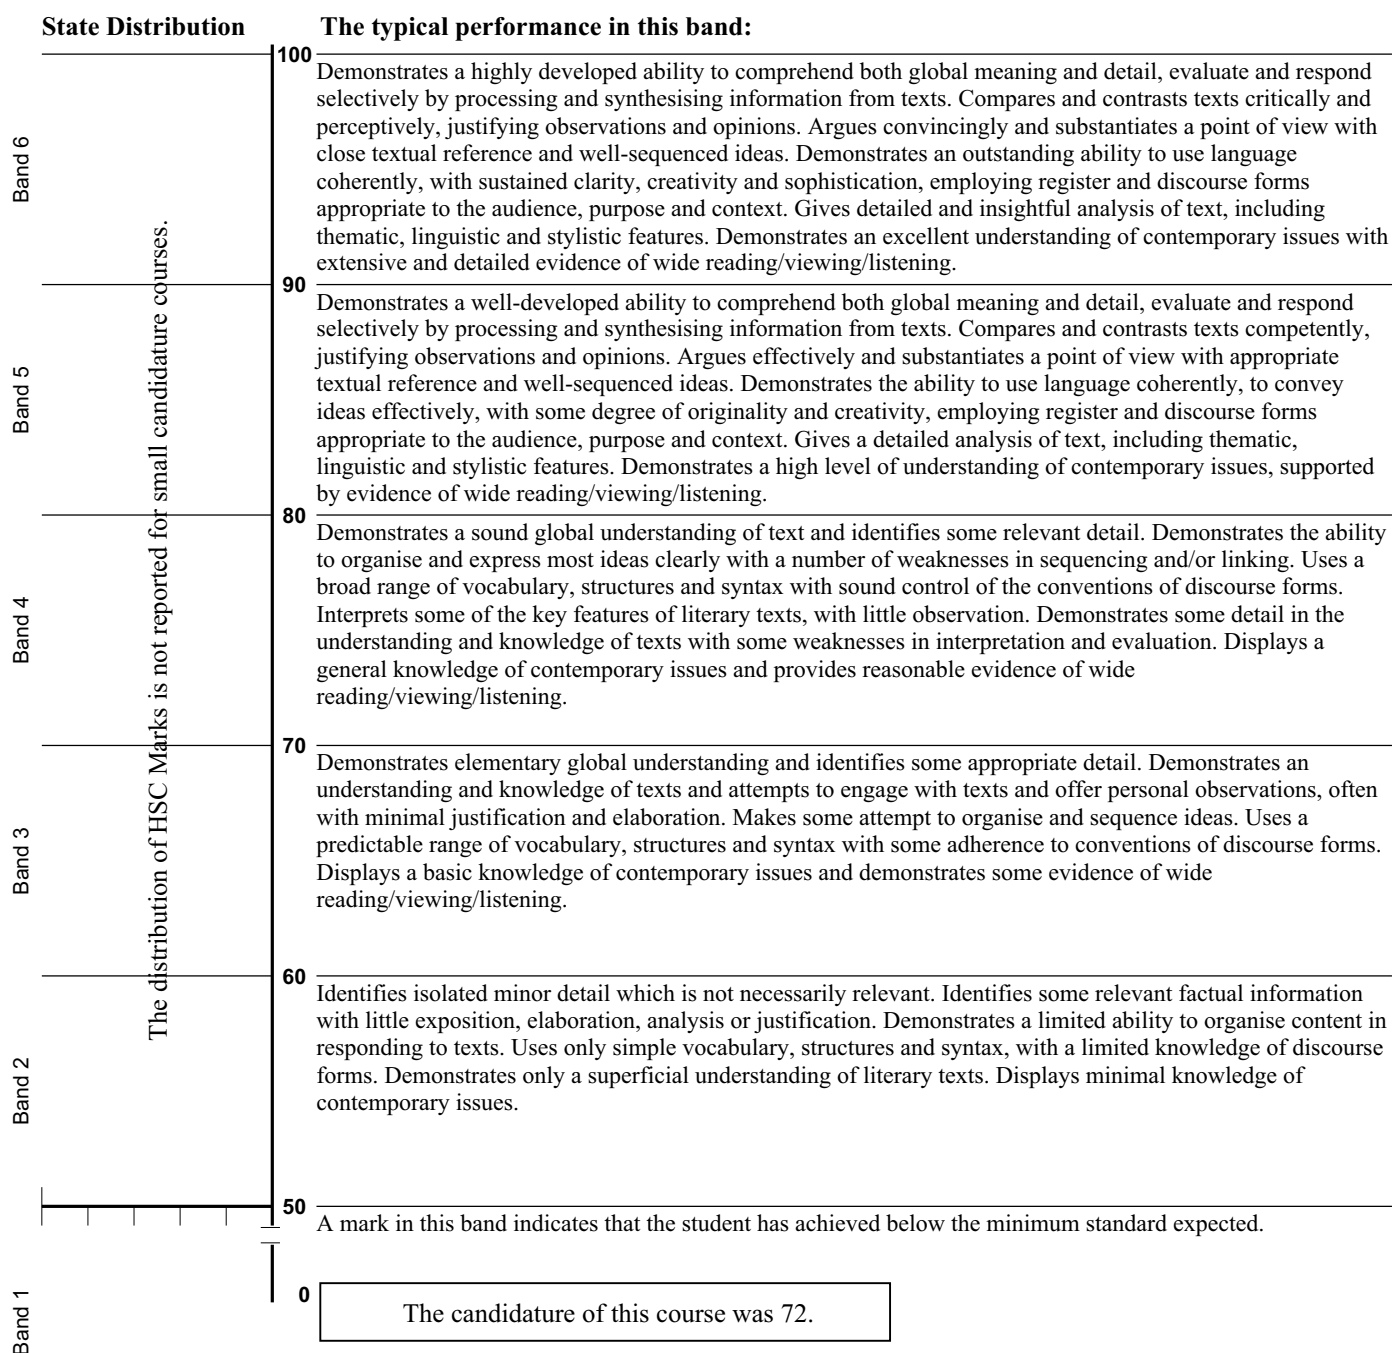 State Distribution
The typical performance in this band:
100
Band 6
Demonstrates a highly developed ability to comprehend both global meaning and detail, evaluate and respond
selectively by processing and synthesising information from texts. Compares and contrasts texts critically and
perceptively, justifying observations and opinions. Argues convincingly and substantiates a point of view with
close textual reference and well-sequenced ideas. Demonstrates an outstanding ability to use language
coherently, with sustained clarity, creativity and sophistication, employing register and discourse forms
appropriate to the audience, purpose and context. Gives detailed and insightful analysis of text, including
thematic, linguistic and stylistic features. Demonstrates an excellent understanding of contemporary issues with
extensive and detailed evidence of wide reading/viewing/listening.
90
Band 5
Demonstrates a well-developed ability to comprehend both global meaning and detail, evaluate and respond
selectively by processing and synthesising information from texts. Compares and contrasts texts competently,
justifying observations and opinions. Argues effectively and substantiates a point of view with appropriate
textual reference and well-sequenced ideas. Demonstrates the ability to use language coherently, to convey
ideas effectively, with some degree of originality and creativity, employing register and discourse forms
appropriate to the audience, purpose and context. Gives a detailed analysis of text, including thematic,
linguistic and stylistic features. Demonstrates a high level of understanding of contemporary issues, supported
by evidence of wide reading/viewing/listening.
80
Band 4
Demonstrates a sound global understanding of text and identifies some relevant detail. Demonstrates the ability
to organise and express most ideas clearly with a number of weaknesses in sequencing and/or linking. Uses a
broad range of vocabulary, structures and syntax with sound control of the conventions of discourse forms.
Interprets some of the key features of literary texts, with little observation. Demonstrates some detail in the
understanding and knowledge of texts with some weaknesses in interpretation and evaluation. Displays a
general knowledge of contemporary issues and provides reasonable evidence of wide
reading/viewing/listening.
70
Band 3
Demonstrates elementary global understanding and identifies some appropriate detail. Demonstrates an
understanding and knowledge of texts and attempts to engage with texts and offer personal observations, often
with minimal justification and elaboration. Makes some attempt to organise and sequence ideas. Uses a
predictable range of vocabulary, structures and syntax with some adherence to conventions of discourse forms.
Displays a basic knowledge of contemporary issues and demonstrates some evidence of wide
reading/viewing/listening.
60
Band 2
Identifies isolated minor detail which is not necessarily relevant. Identifies some relevant factual information
with little exposition, elaboration, analysis or justification. Demonstrates a limited ability to organise content in
responding to texts. Uses only simple vocabulary, structures and syntax, with a limited knowledge of discourse
forms. Demonstrates only a superficial understanding of literary texts. Displays minimal knowledge of
contemporary issues.
50
A mark in this band indicates that the student has achieved below the minimum standard expected.
0
Band 1
The candidature of this course was 72.
The distribution of HSC Marks is not reported for small candidature courses.